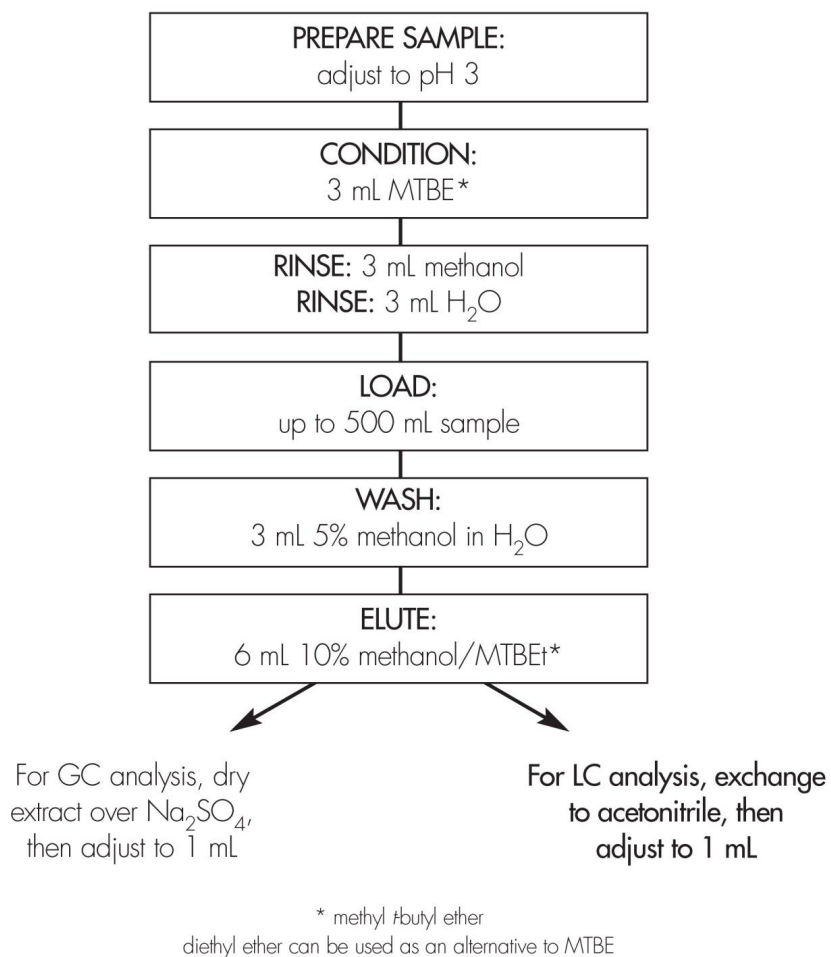 PREPARE SAMPLE:
adjust to pH 3
CONDITION:
3 mL MTBE*
RINSE: 3 mL methanol
RINSE: 3 mL H₂O
LOAD:
up to 500 mL sample
WASH:
3 mL 5% methanol in H₂O
ELUTE:
6 mL 10% methanol/MTBEt*
For GC analysis, dry
extract over Na₂SO₄,
then adjust to 1 mL
For LC analysis, exchange
to acetonitrile, then
adjust to 1 mL
* methyl t-butyl ether
diethyl ether can be used as an alternative to MTBE